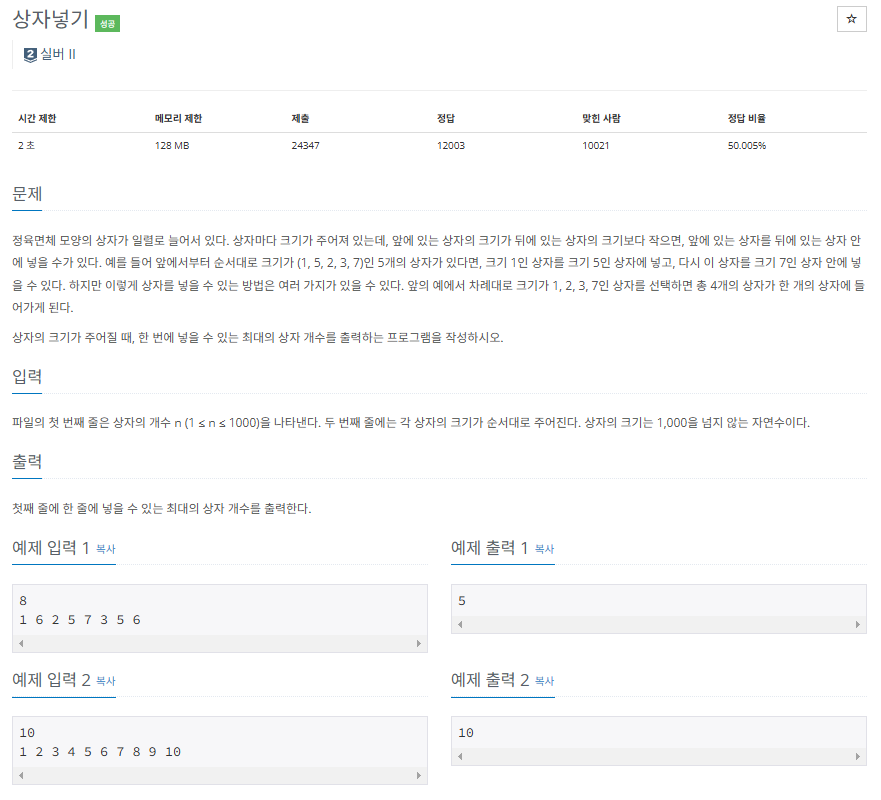 상자넣기 성공
☆
2 실버 II
시간 제한 메모리 제한 제출 정답 맞힌 사람 정답 비율
2 초 128 MB 24347 12003 10021 50.005%
문제
정육면체 모양의 상자가 일렬로 늘어서 있다. 상자마다 크기가 주어져 있는데, 앞에 있는 상자의 크기가 뒤에 있는 상자의 크기보다 작으면, 앞에 있는 상자를 뒤에 있는 상자 안
에 넣을 수가 있다. 예를 들어 앞에서부터 순서대로 크기가 (1, 5, 2, 3, 7)인 5개의 상자가 있다면, 크기 1인 상자를 크기 5인 상자에 넣고, 다시 이 상자를 크기 7인 상자 안에 넣
을 수 있다. 하지만 이렇게 상자를 넣을 수 있는 방법은 여러 가지가 있을 수 있다. 앞의 예에서 차례대로 크기가 1, 2, 3, 7인 상자를 선택하면 총 4개의 상자가 한 개의 상자에 들
어가게 된다.
상자의 크기가 주어질 때, 한 번에 넣을 수 있는 최대의 상자 개수를 출력하는 프로그램을 작성하시오.
입력
파일의 첫 번째 줄은 상자의 개수 n (1 ≤ n ≤ 1000)을 나타낸다. 두 번째 줄에는 각 상자의 크기가 순서대로 주어진다. 상자의 크기는 1,000을 넘지 않는 자연수이다.
출력
첫째 줄에 한 줄에 넣을 수 있는 최대의 상자 개수를 출력한다.
예제 입력 1 복사
8
1 6 2 5 7 3 5 6
예제 출력 1 복사
5
예제 입력 2 복사
10
1 2 3 4 5 6 7 8 9 10
예제 출력 2 복사
10